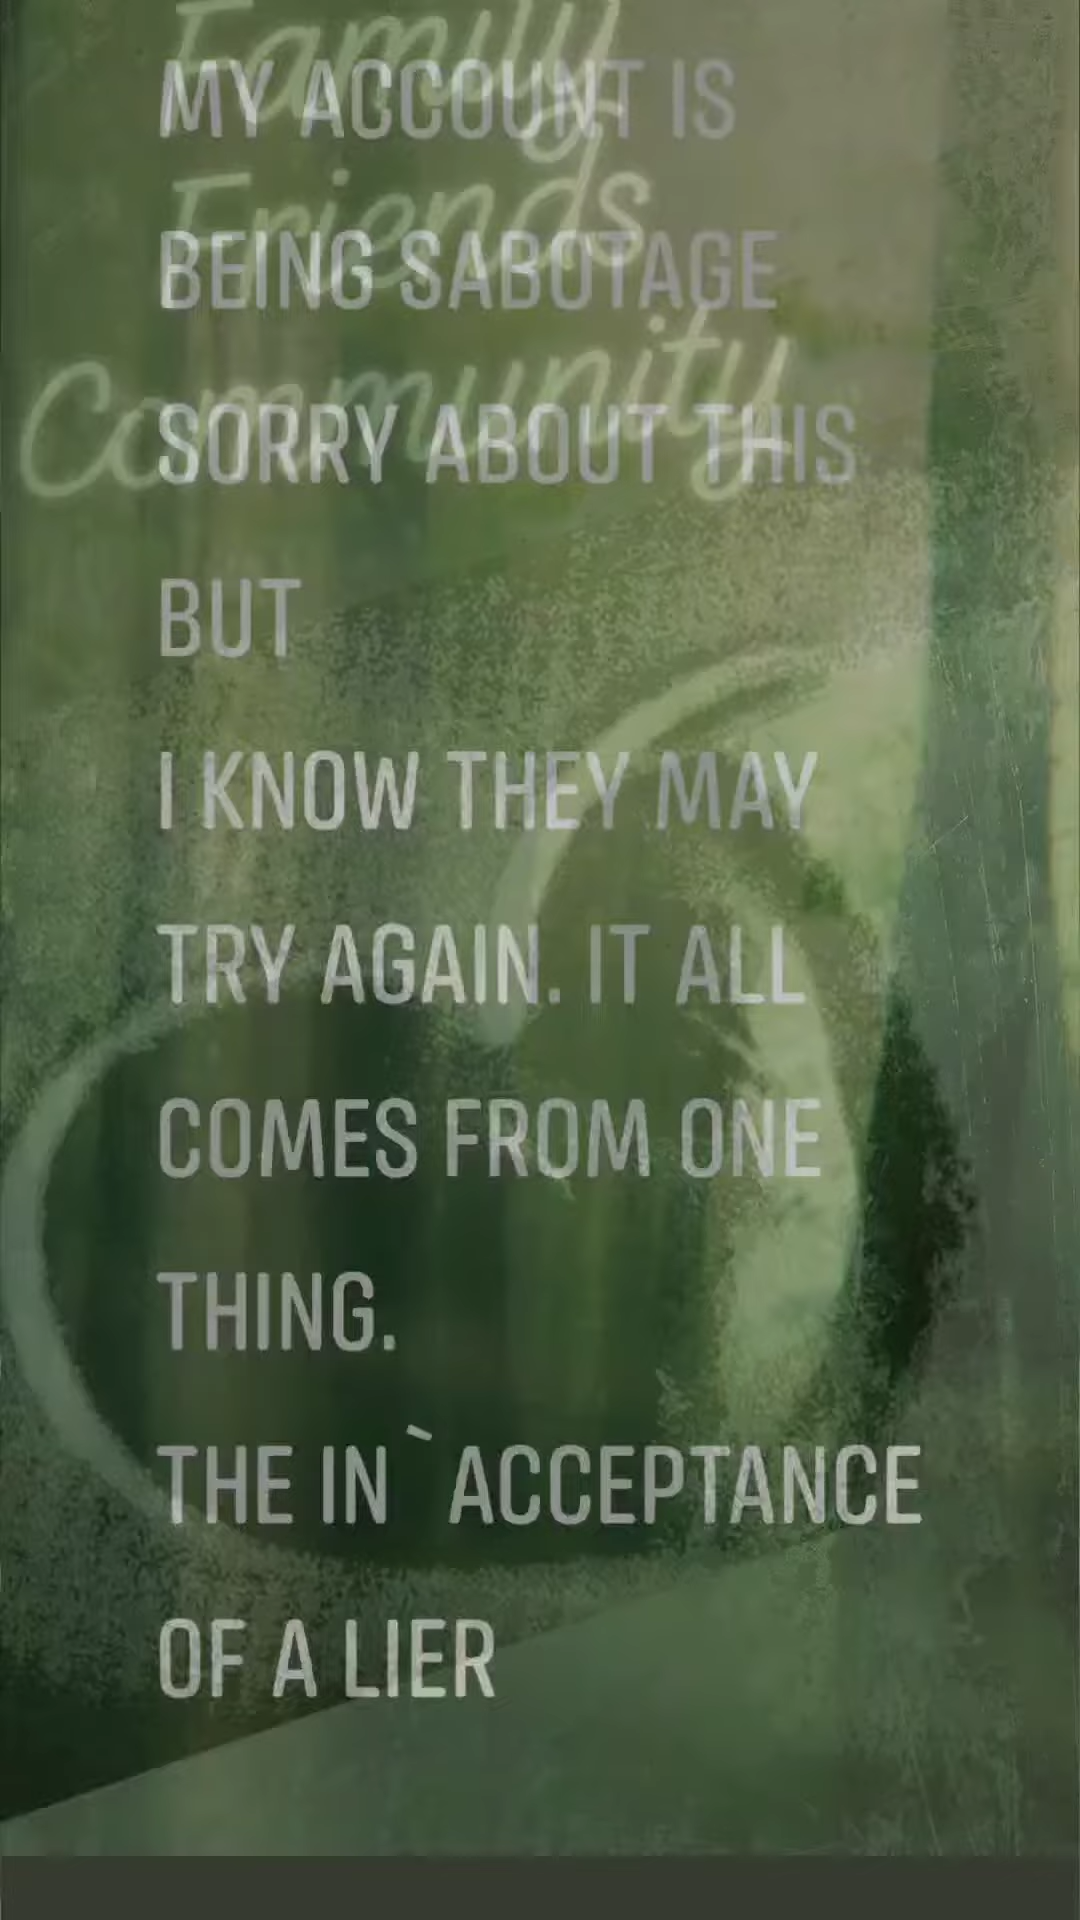 Family
MY ACCOUNT IS
Friends
BEING SABOTAGE
Community
SORRY ABOUT THIS
BUT
I KNOW THEY MAY
TRY AGAIN. IT ALL
COMES FROM ONE
THING.
THE IN ` ACCEPTANCE
OF A LIER